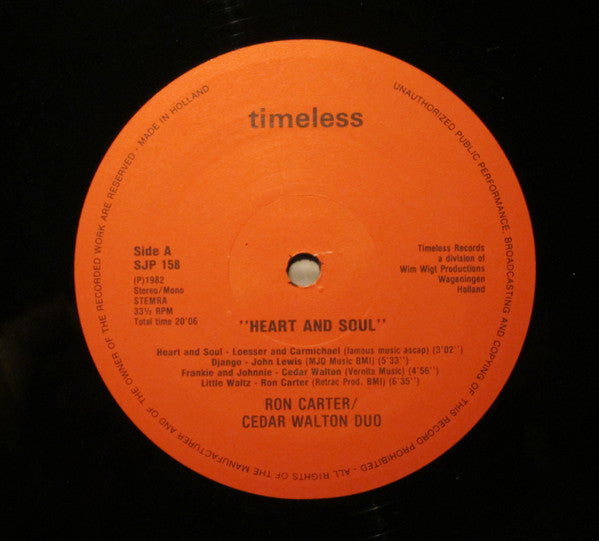 timeless
Side A
SJP 158
(P)1982
Stereo/Mono
STEMRA
33⅓ RPM
Total time 20'06
Timeless Records
a division of
Wim Wigt Productions
Wageningen
Holland
"HEART AND SOUL"
Heart and Soul - Loesser and Carmichael (famous music ascap) (3'02'')
Django - John Lewis (MJQ Music BMI) (5'33'')
Frankie and Johnnie - Cedar Walton (Vernita Music) (4'56'')
Little Waltz - Ron Carter (Retrac Prod. BMI) (6'35'')
RON CARTER/
CEDAR WALTON DUO
ALL RIGHTS OF THE MANUFACTURER AND OF THE OWNER OF THE RECORDED WORK ARE RESERVED - MADE IN HOLLAND
UNAUTHORIZED PUBLIC PERFORMANCE, BROADCASTING AND COPYING OF THIS RECORD PROHIBITED -